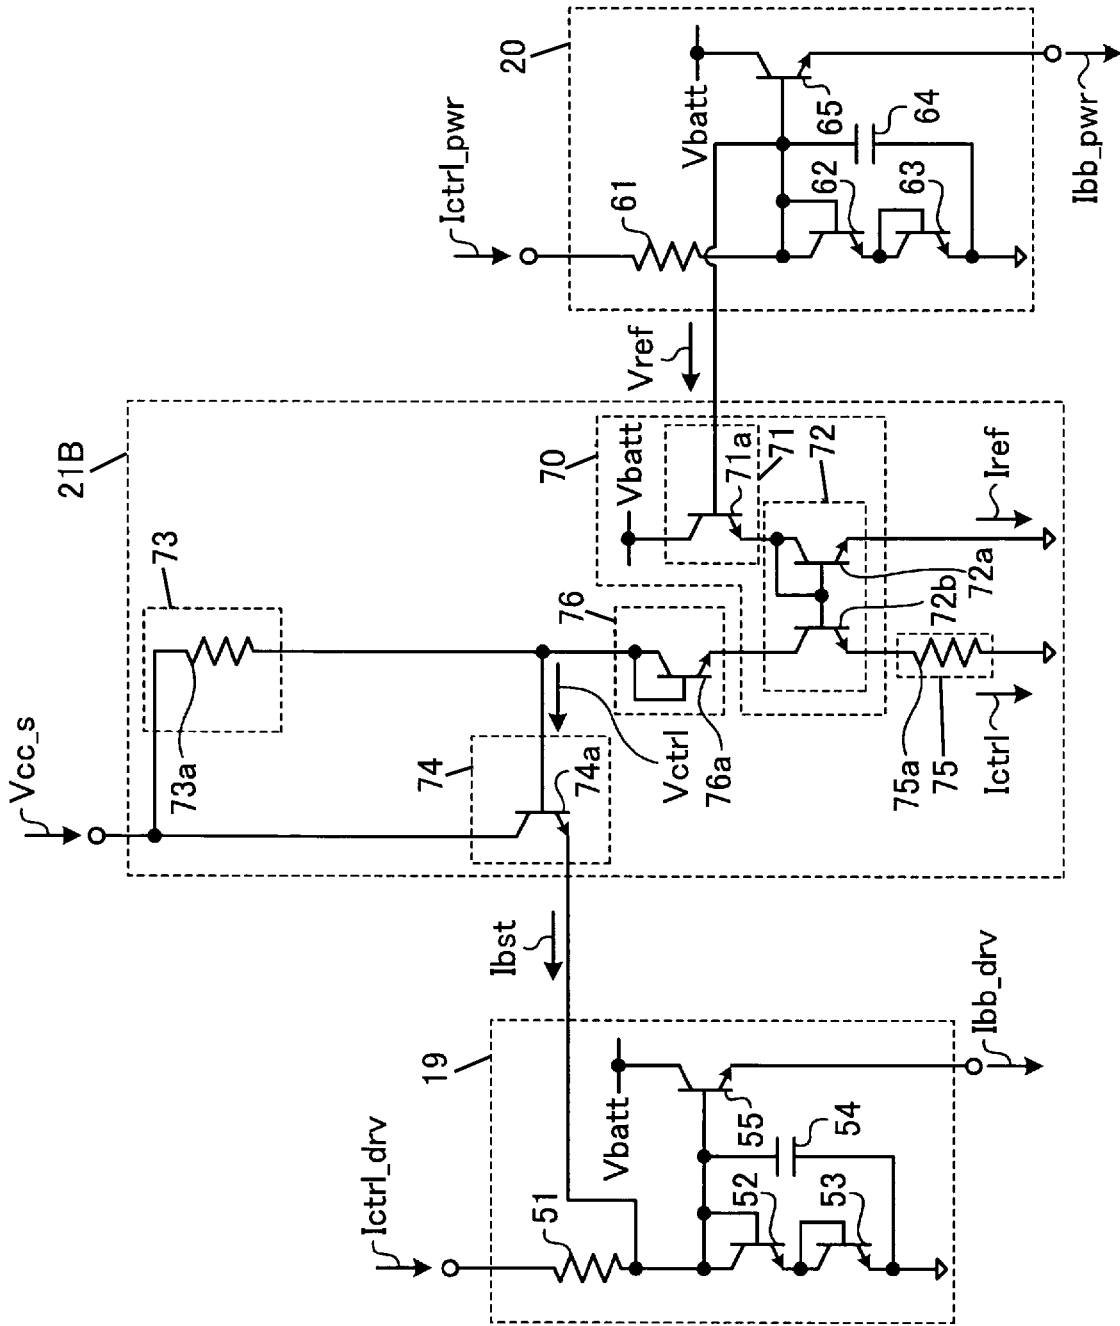 20
Vbatt
Ictrl_pwr
61
65
64
62
63
Ibb_pwr
Vref
21B
70
Vbatt
71a
71
73
73a
76
72
72a
72b
Iref
Vcc_s
74
74a
Vctrl
76a
75a
75
Ictrl
Ibst
19
Vbatt
Ictrl_drv
51
55
54
52
53
Ibb_drv